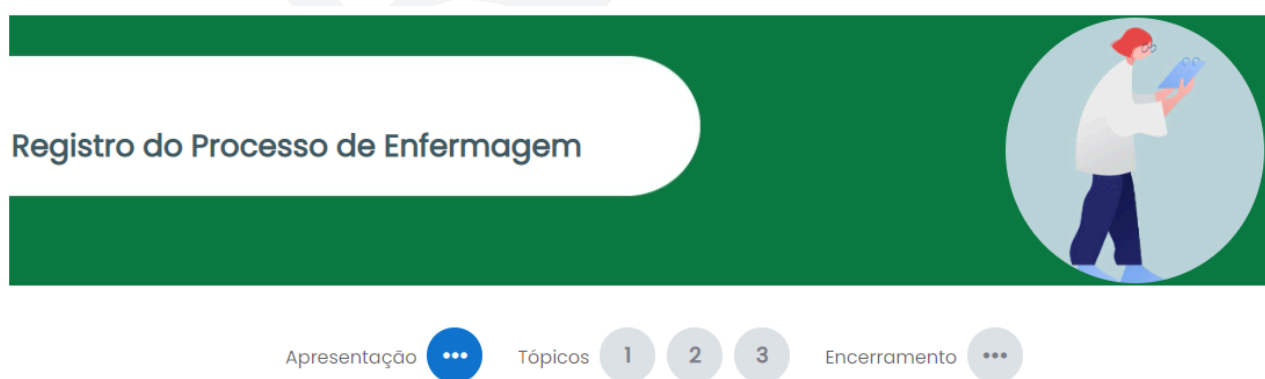 Registro do Processo de Enfermagem
Apresentação ••• Tópicos 1 2 3 Encerramento •••